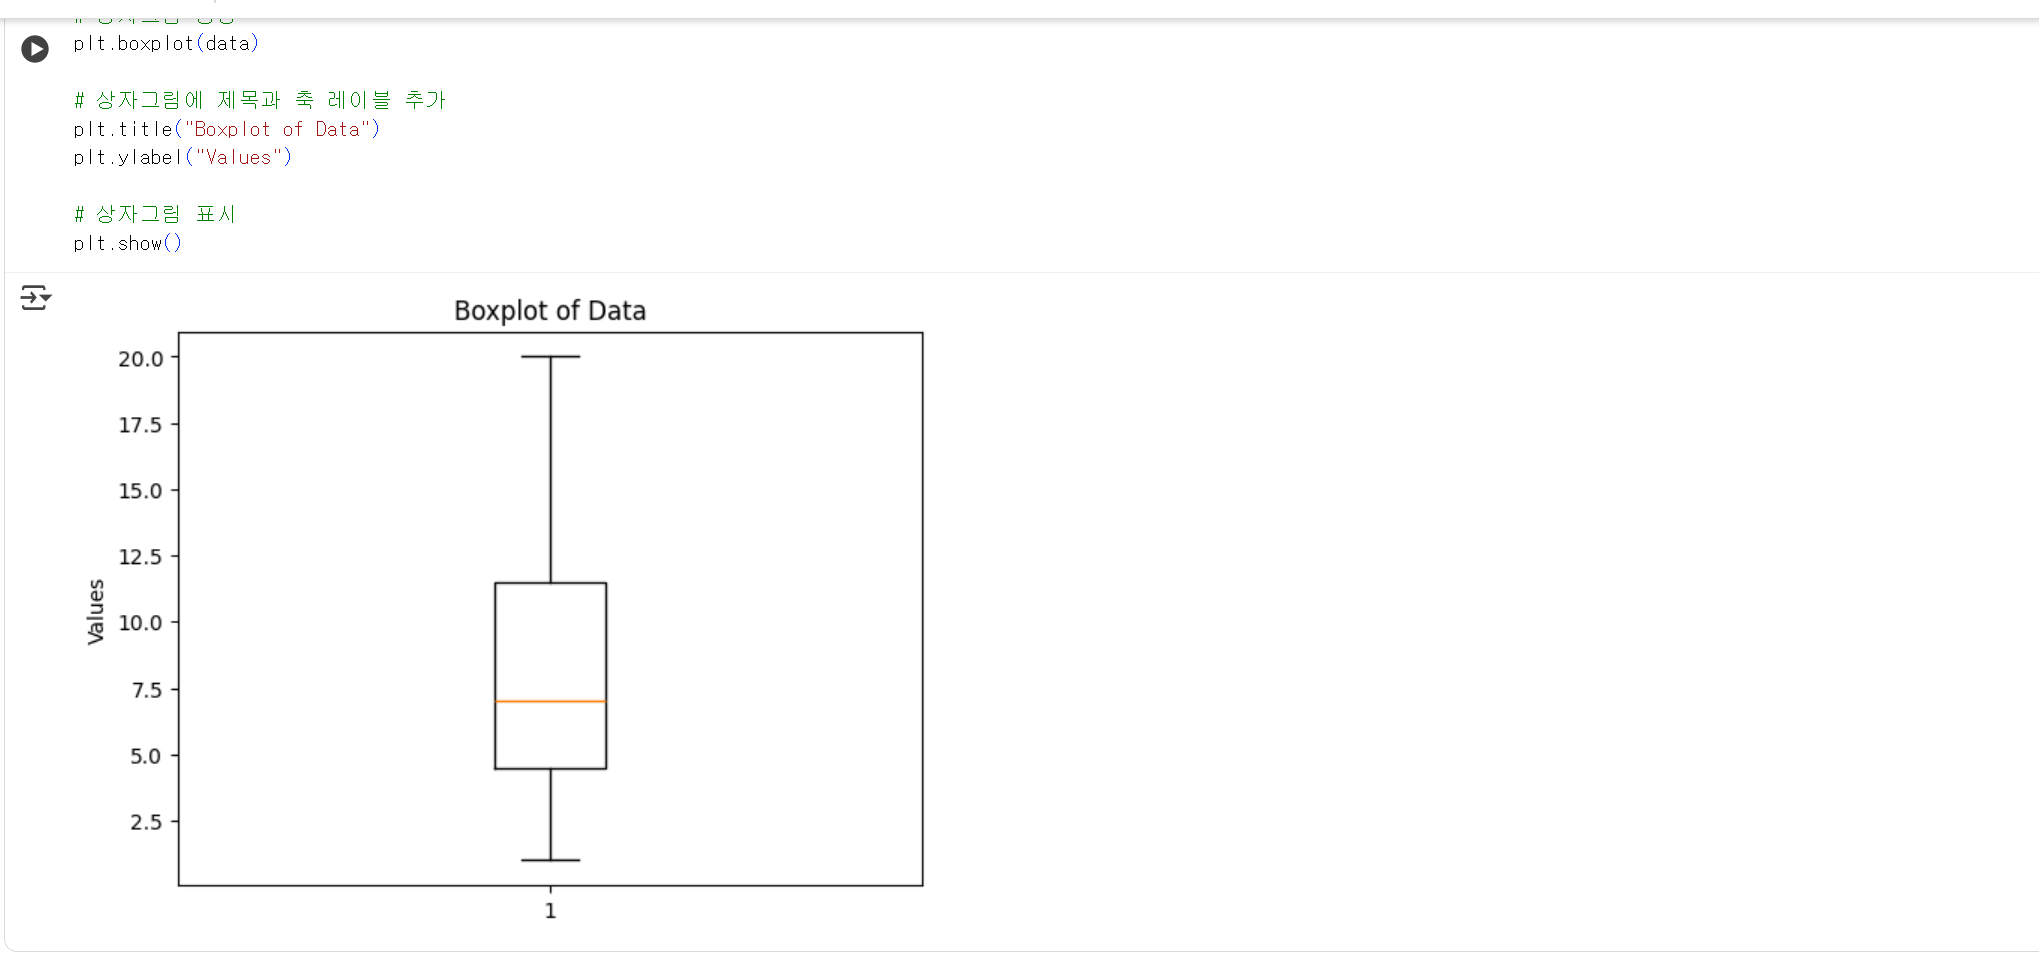 plt.boxplot(data)
# 상자그림에 제목과 축 레이블 추가
plt.title("Boxplot of Data")
plt.ylabel("Values")
# 상자그림 표시
plt.show()
Boxplot of Data
20.0
17.5
15.0
12.5
10.0
7.5
5.0
2.5
Values
1